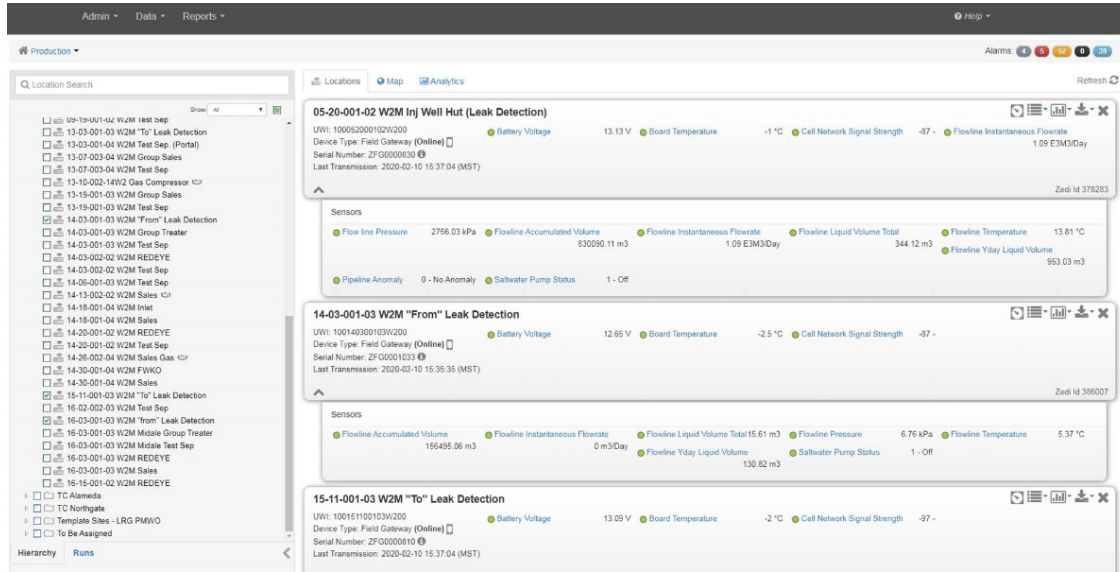 Admin Data Reports Help
Production Alarms: 4 5 57 0 39
Location Search
Show: All
09-19-001-02 W2M Test Sep
13-03-001-03 W2M "To" Leak Detection
13-03-001-04 W2M Test Sep. (Portal)
13-07-003-04 W2M Group Sales
13-07-003-04 W2M Test Sep
13-10-002-14W2 Gas Compressor
13-19-001-03 W2M Group Sales
13-19-001-03 W2M Test Sep
14-03-001-03 W2M "From" Leak Detection
14-03-001-03 W2M Group Treater
14-03-001-03 W2M Test Sep
14-03-002-02 W2M REDEYE
14-03-002-02 W2M Test Sep
14-06-001-03 W2M Test Sep
14-13-002-02 W2M Sales
14-18-001-04 W2M Inlet
14-18-001-04 W2M Sales
14-20-001-02 W2M REDEYE
14-20-001-02 W2M Test Sep
14-26-002-04 W2M Sales Gas
14-30-001-04 W2M FWKO
14-30-001-04 W2M Sales
15-11-001-03 W2M "To" Leak Detection
16-02-002-03 W2M Test Sep
16-03-001-03 W2M "from" Leak Detection
16-03-001-03 W2M Midale Group Treater
16-03-001-03 W2M Midale Test Sep
16-03-001-03 W2M REDEYE
16-03-001-03 W2M Sales
16-15-001-02 W2M REDEYE
TC Alameda
TC Northgate
Template Sites - LRG PMWO
To Be Assigned
Hierarchy Runs
Locations Map Analytics Refresh
05-20-001-02 W2M Inj Well Hut (Leak Detection)
UWI: 100052000102W200
Device Type: Field Gateway (Online)
Serial Number: ZFG0000830
Last Transmission: 2020-02-10 15:37:04 (MST)
Battery Voltage 13.13 V Board Temperature -1 °C Cell Network Signal Strength -87 - Flowline Instantaneous Flowrate
1.09 E3M3/Day
Zedi Id 378283
Sensors
Flow line Pressure 2756.03 kPa Flowline Accumulated Volume Flowline Instantaneous Flowrate Flowline Liquid Volume Total Flowline Temperature 13.81 °C
830090.11 m3 1.09 E3M3/Day 344.12 m3 Flowline Yday Liquid Volume
953.03 m3
Pipeline Anomaly 0 - No Anomaly Saltwater Pump Status 1 - Off
14-03-001-03 W2M "From" Leak Detection
UWI: 100140300103W200
Device Type: Field Gateway (Online)
Serial Number: ZFG0001033
Last Transmission: 2020-02-10 15:35:35 (MST)
Battery Voltage 12.65 V Board Temperature -2.5 °C Cell Network Signal Strength -87 -
Zedi Id 386007
Sensors
Flowline Accumulated Volume Flowline Instantaneous Flowrate Flowline Liquid Volume Total 15.61 m3 Flowline Pressure 6.76 kPa Flowline Temperature 5.37 °C
156495.06 m3 0 m3/Day Flowline Yday Liquid Volume Saltwater Pump Status 1 - Off
130.82 m3
15-11-001-03 W2M "To" Leak Detection
UWI: 100151100103W200
Device Type: Field Gateway (Online)
Serial Number: ZFG0000810
Last Transmission: 2020-02-10 15:37:04 (MST)
Battery Voltage 13.09 V Board Temperature -2 °C Cell Network Signal Strength -97 -